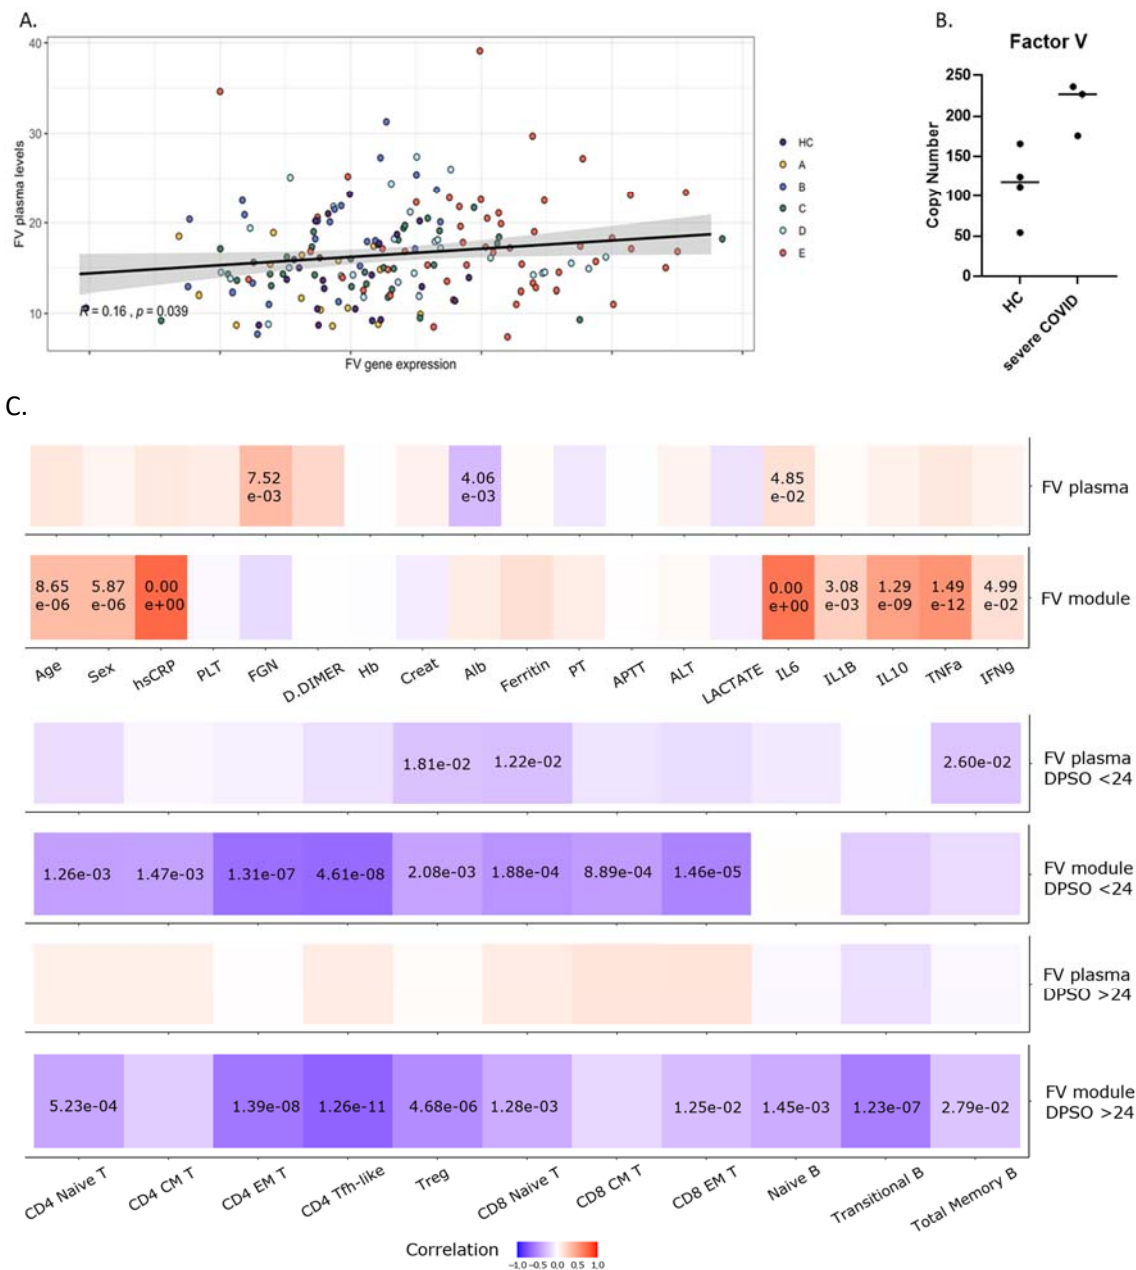 A.
40
30
20
10
FV plasma levels
R = 0.16 , p = 0.039
FV gene expression
HC
A
B
C
D
E
B.
Factor V
250
200
150
100
50
0
Copy Number
HC
severe COVID
C.
7.52 4.06 4.85
e-03 e-03 e-02
FV plasma
8.65 5.87 0.00 0.00 3.08 1.29 1.49 4.99
e-06 e-06 e+00 e+00 e-03 e-09 e-12 e-02
FV module
Age Sex hsCRP PLT FGN D.DIMER Hb Creat Alb Ferritin PT APTT ALT LACTATE IL6 IL1B IL10 TNFa IFNg
1.81e-02 1.22e-02 2.60e-02
FV plasma
DPSO <24
1.26e-03 1.47e-03 1.31e-07 4.61e-08 2.08e-03 1.88e-04 8.89e-04 1.46e-05
FV module
DPSO <24
FV plasma
DPSO >24
5.23e-04 1.39e-08 1.26e-11 4.68e-06 1.28e-03 1.25e-02 1.45e-03 1.23e-07 2.79e-02
FV module
DPSO >24
CD4 Naive T CD4 CM T CD4 EM T CD4 Tfh-like Treg CD8 Naive T CD8 CM T CD8 EM T Naive B Transitional B Total Memory B
Correlation
-1.0 -0.5 0.0 0.5 1.0